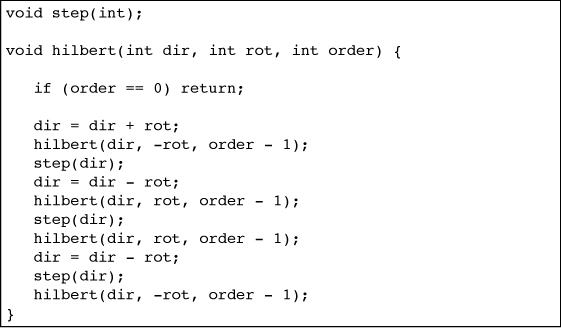 void step(int);

void hilbert(int dir, int rot, int order) {

   if (order == 0) return;

   dir = dir + rot;
   hilbert(dir, -rot, order - 1);
   step(dir);
   dir = dir - rot;
   hilbert(dir, rot, order - 1);
   step(dir);
   hilbert(dir, rot, order - 1);
   dir = dir - rot;
   step(dir);
   hilbert(dir, -rot, order - 1);
}